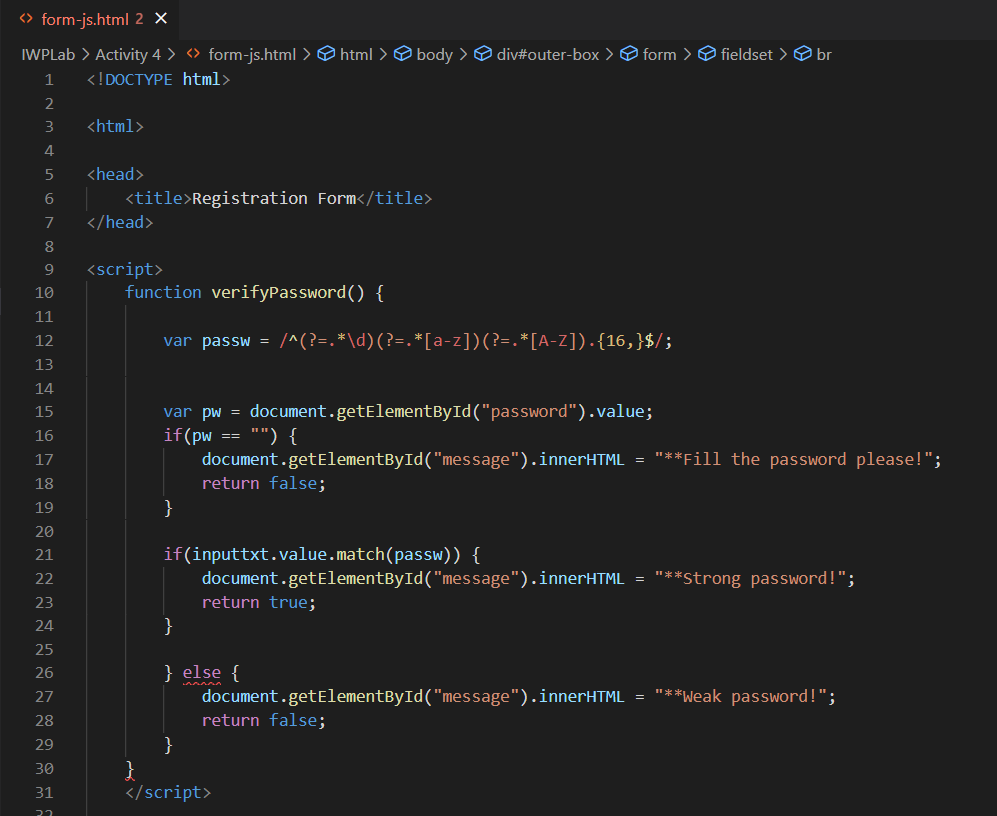 form-js.html 2 ×
IWPLab > Activity 4 > form-js.html > html > body > div#outer-box > form > fieldset > br
1 <!DOCTYPE html>
2
3 <html>
4
5 <head>
6 <title>Registration Form</title>
7 </head>
8
9 <script>
10 function verifyPassword() {
11
12 var passw = /^(?=.*\d)(?=.*[a-z])(?=.*[A-Z]).{16,}$/;
13
14
15 var pw = document.getElementById("password").value;
16 if(pw == "") {
17 document.getElementById("message").innerHTML = "**Fill the password please!";
18 return false;
19 }
20
21 if(inputtxt.value.match(passw)) {
22 document.getElementById("message").innerHTML = "**Strong password!";
23 return true;
24 }
25
26 } else {
27 document.getElementById("message").innerHTML = "**Weak password!";
28 return false;
29 }
30 }
31 </script>
32